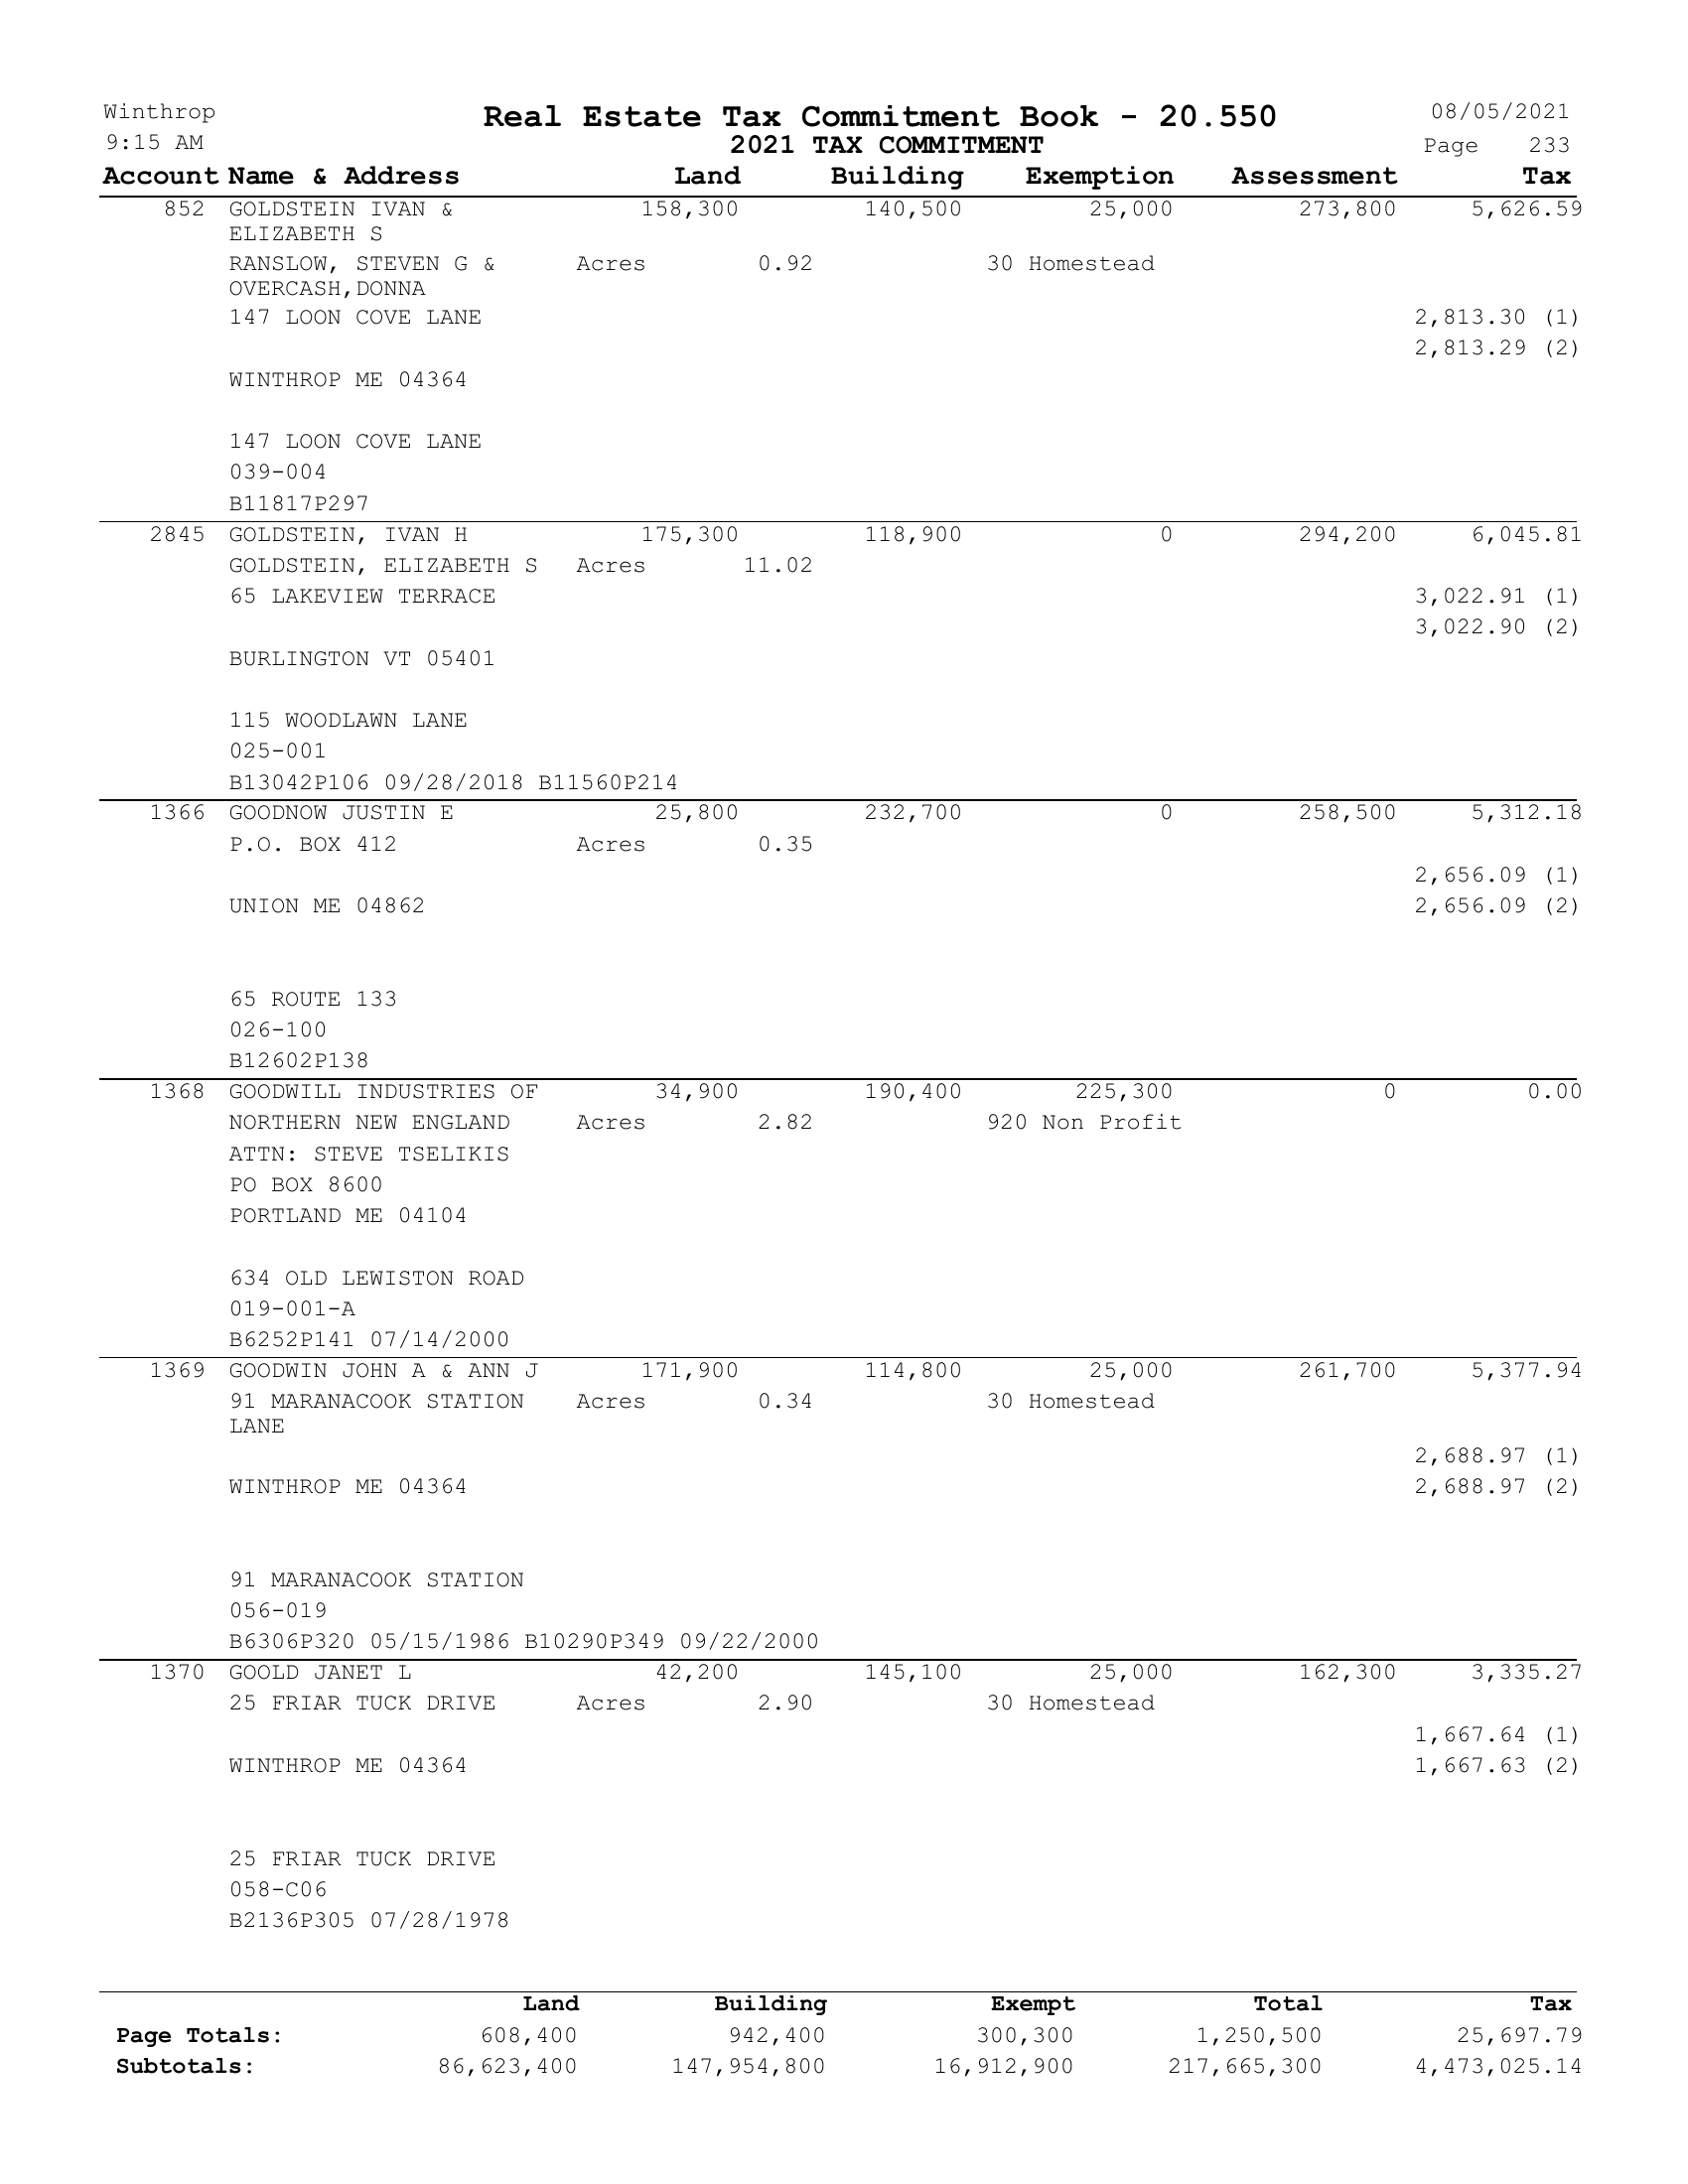 Winthrop Real Estate Tax Commitment Book - 20.550 08/05/2021
9:15 AM 2021 TAX COMMITMENT Page 233
Account Name & Address Land Building Exemption Assessment Tax
852 GOLDSTEIN IVAN & 158,300 140,500 25,000 273,800 5,626.59
ELIZABETH S
RANSLOW, STEVEN G & Acres 0.92 30 Homestead
OVERCASH,DONNA
147 LOON COVE LANE 2,813.30 (1)
2,813.29 (2)
WINTHROP ME 04364
147 LOON COVE LANE
039-004
B11817P297
2845 GOLDSTEIN, IVAN H 175,300 118,900 0 294,200 6,045.81
GOLDSTEIN, ELIZABETH S Acres 11.02
65 LAKEVIEW TERRACE 3,022.91 (1)
3,022.90 (2)
BURLINGTON VT 05401
115 WOODLAWN LANE
025-001
B13042P106 09/28/2018 B11560P214
1366 GOODNOW JUSTIN E 25,800 232,700 0 258,500 5,312.18
P.O. BOX 412 Acres 0.35
2,656.09 (1)
UNION ME 04862 2,656.09 (2)
65 ROUTE 133
026-100
B12602P138
1368 GOODWILL INDUSTRIES OF 34,900 190,400 225,300 0 0.00
NORTHERN NEW ENGLAND Acres 2.82 920 Non Profit
ATTN: STEVE TSELIKIS
PO BOX 8600
PORTLAND ME 04104
634 OLD LEWISTON ROAD
019-001-A
B6252P141 07/14/2000
1369 GOODWIN JOHN A & ANN J 171,900 114,800 25,000 261,700 5,377.94
91 MARANACOOK STATION Acres 0.34 30 Homestead
LANE
2,688.97 (1)
WINTHROP ME 04364 2,688.97 (2)
91 MARANACOOK STATION
056-019
B6306P320 05/15/1986 B10290P349 09/22/2000
1370 GOOLD JANET L 42,200 145,100 25,000 162,300 3,335.27
25 FRIAR TUCK DRIVE Acres 2.90 30 Homestead
1,667.64 (1)
WINTHROP ME 04364 1,667.63 (2)
25 FRIAR TUCK DRIVE
058-C06
B2136P305 07/28/1978
Land Building Exempt Total Tax
Page Totals: 608,400 942,400 300,300 1,250,500 25,697.79
Subtotals: 86,623,400 147,954,800 16,912,900 217,665,300 4,473,025.14